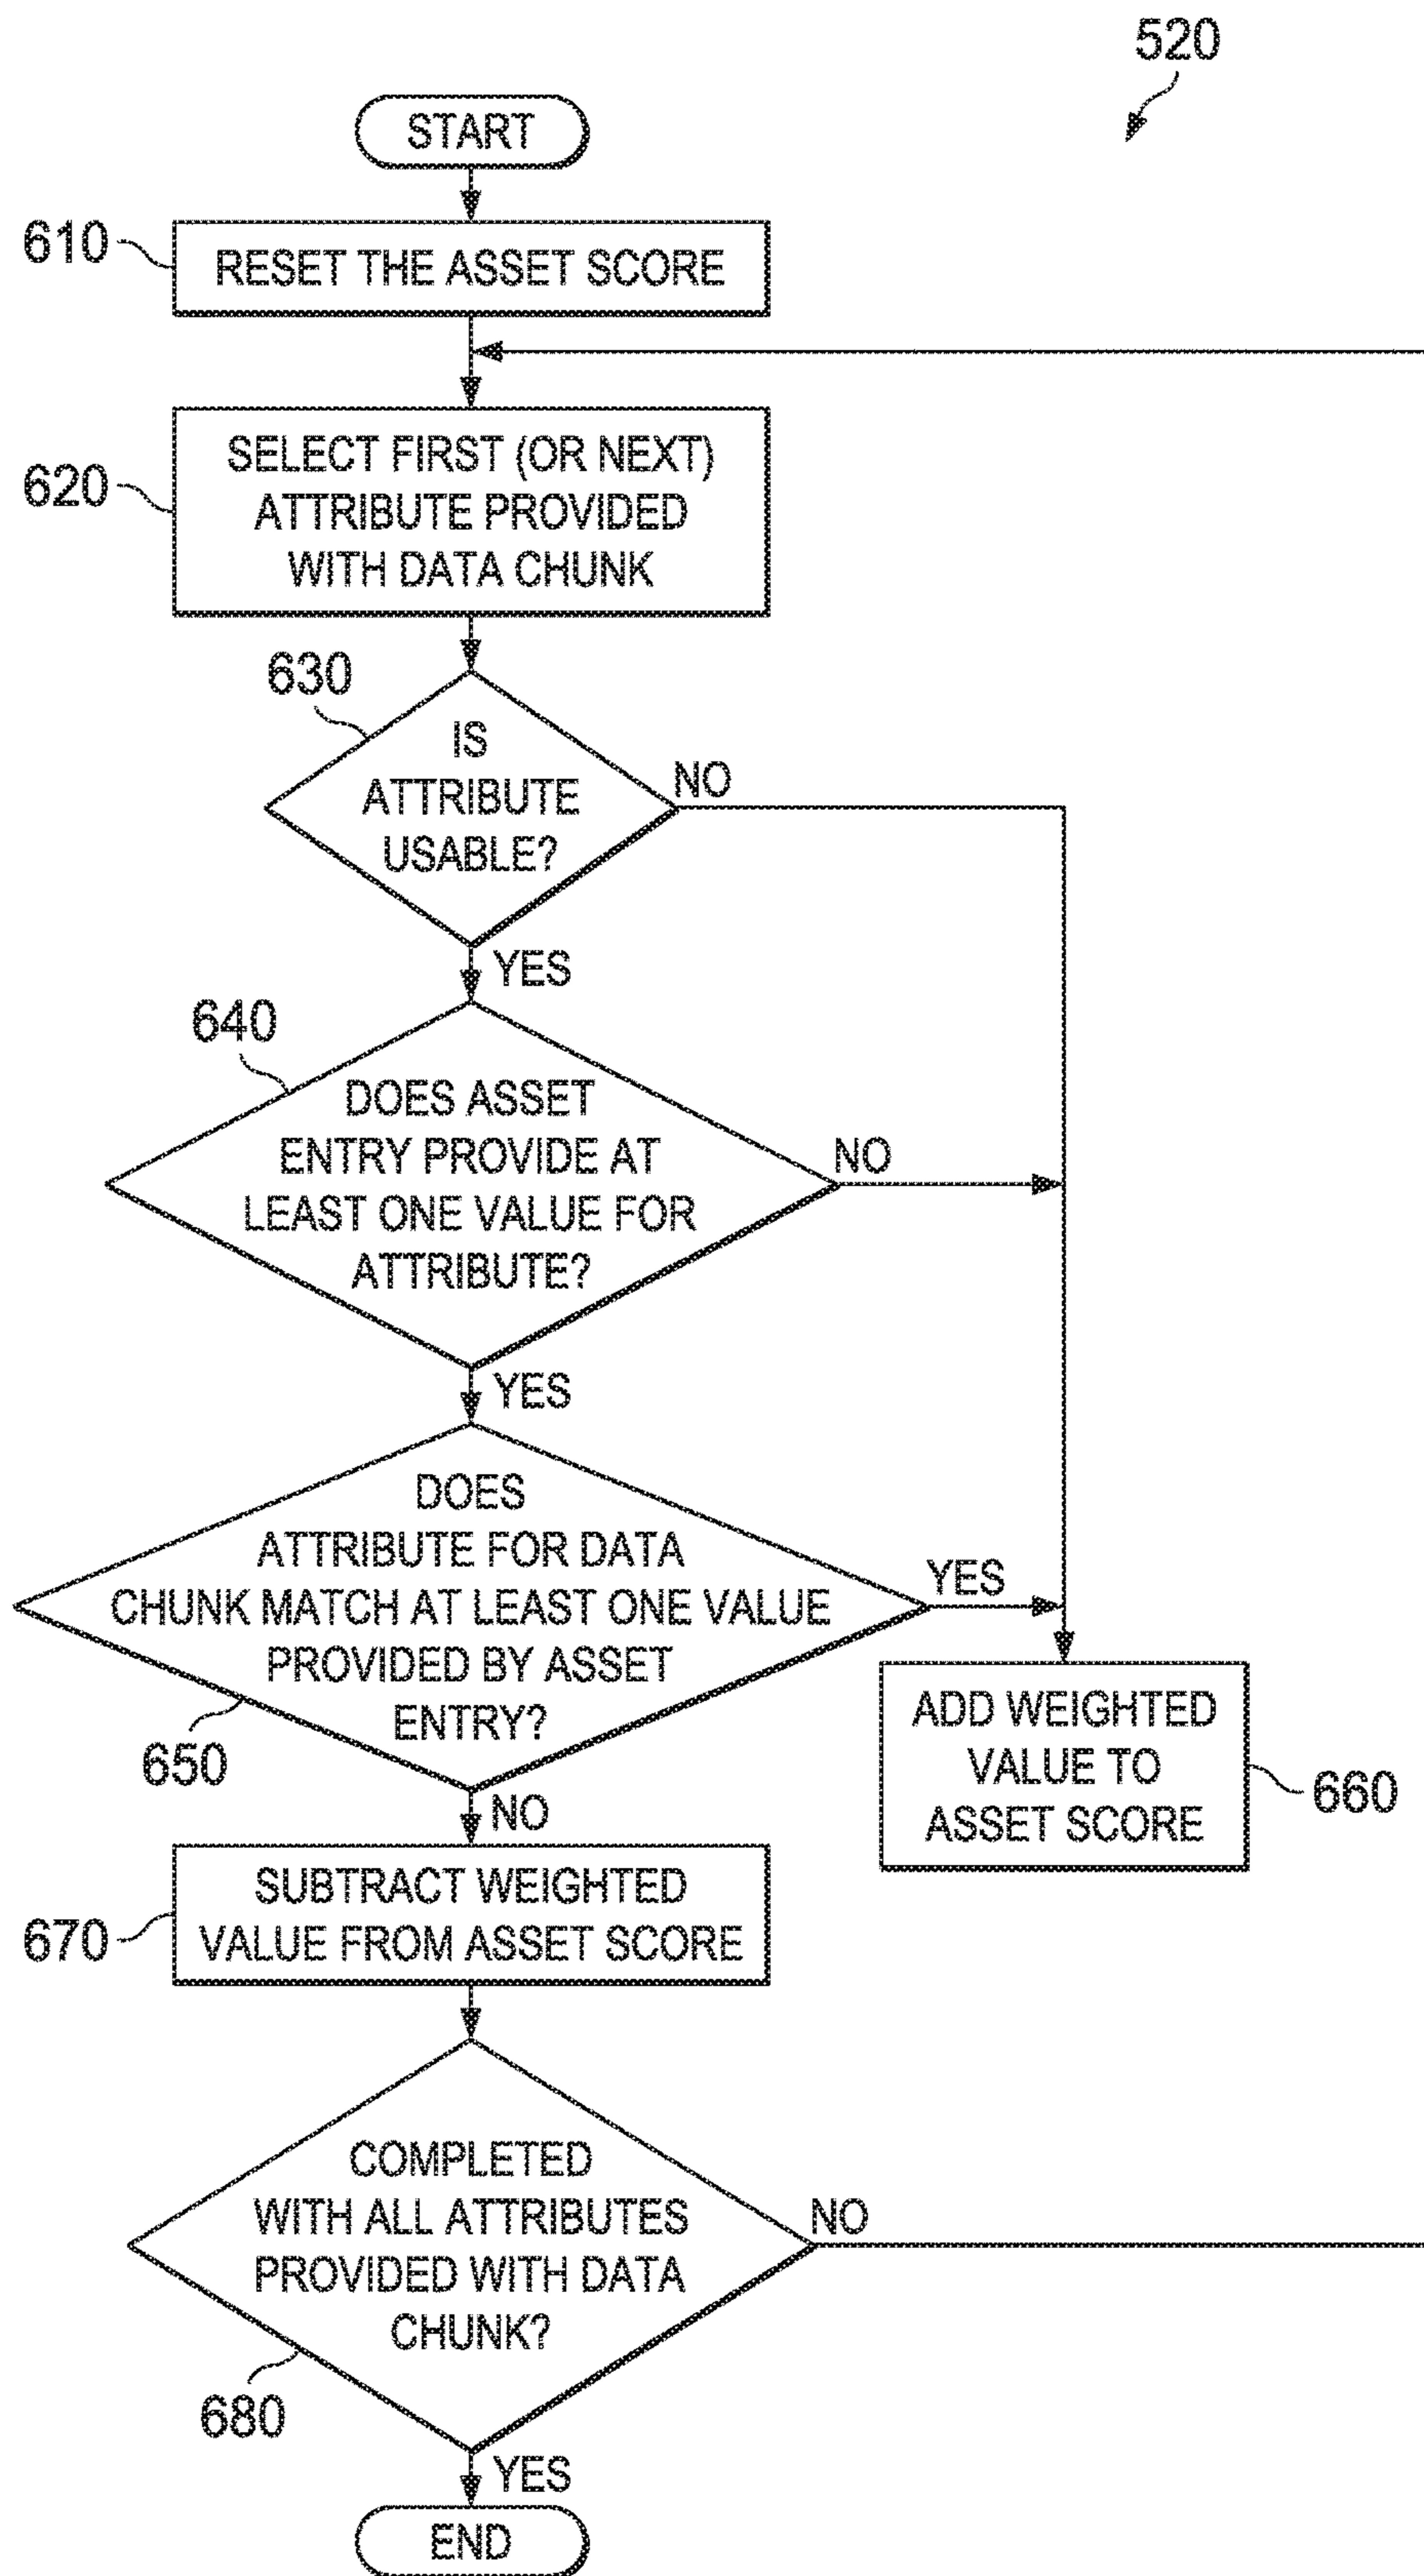 520
START
610
RESET THE ASSET SCORE
620
SELECT FIRST (OR NEXT)
ATTRIBUTE PROVIDED
WITH DATA CHUNK
630
IS
ATTRIBUTE
USABLE?
NO
YES
640
DOES ASSET
ENTRY PROVIDE AT
LEAST ONE VALUE FOR
ATTRIBUTE?
NO
YES
DOES
ATTRIBUTE FOR DATA
CHUNK MATCH AT LEAST ONE VALUE
PROVIDED BY ASSET
ENTRY?
YES
650
NO
ADD WEIGHTED
VALUE TO
ASSET SCORE
660
670
SUBTRACT WEIGHTED
VALUE FROM ASSET SCORE
COMPLETED
WITH ALL ATTRIBUTES
PROVIDED WITH DATA
CHUNK?
NO
680
YES
END